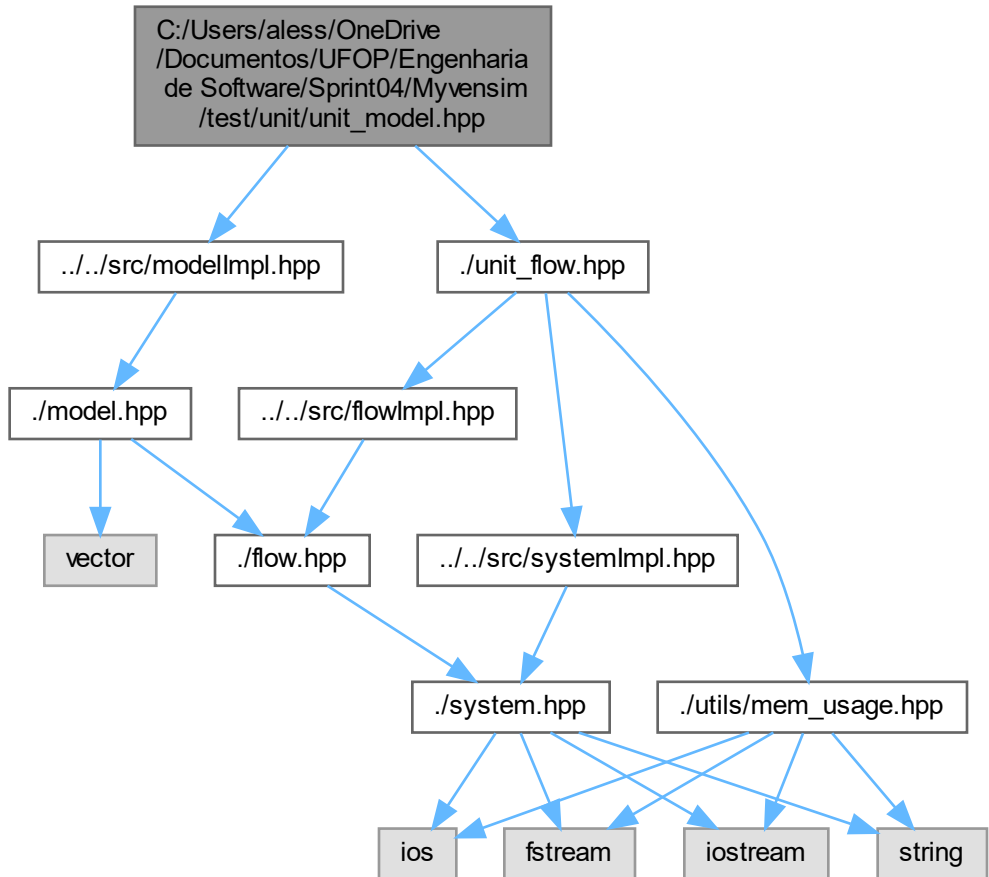 C:/Users/aless/OneDrive
/Documentos/UFOP/Engenharia
de Software/Sprint04/Myvensim
/test/unit/unit_model.hpp
../../src/modelImpl.hpp
./unit_flow.hpp
./model.hpp
../../src/flowImpl.hpp
vector
./flow.hpp
../../src/systemImpl.hpp
./system.hpp
./utils/mem_usage.hpp
ios
fstream
iostream
string